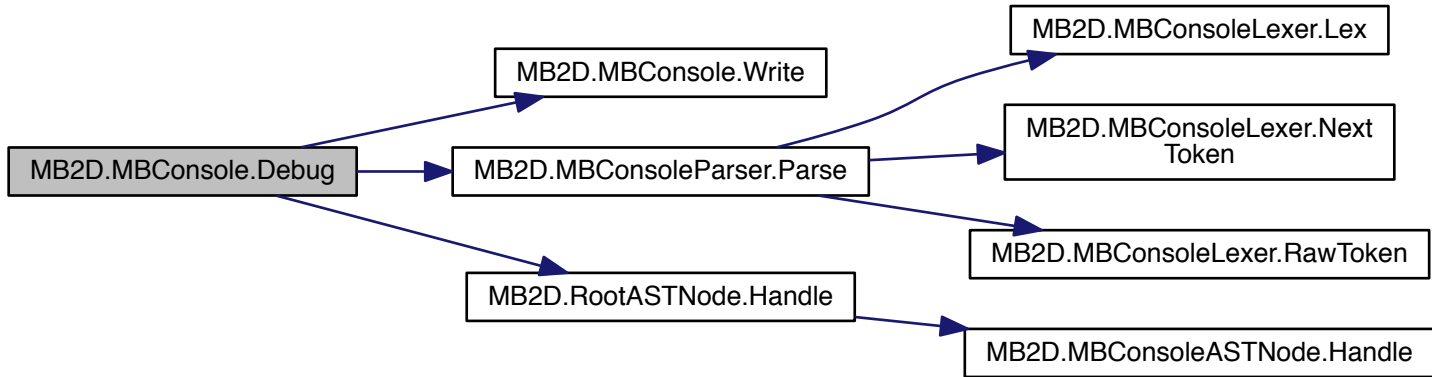 MB2D.MBConsole.Debug
MB2D.MBConsole.Write
MB2D.MBConsoleParser.Parse
MB2D.RootASTNode.Handle
MB2D.MBConsoleLexer.Lex
MB2D.MBConsoleLexer.Next
Token
MB2D.MBConsoleLexer.RawToken
MB2D.MBConsoleASTNode.Handle